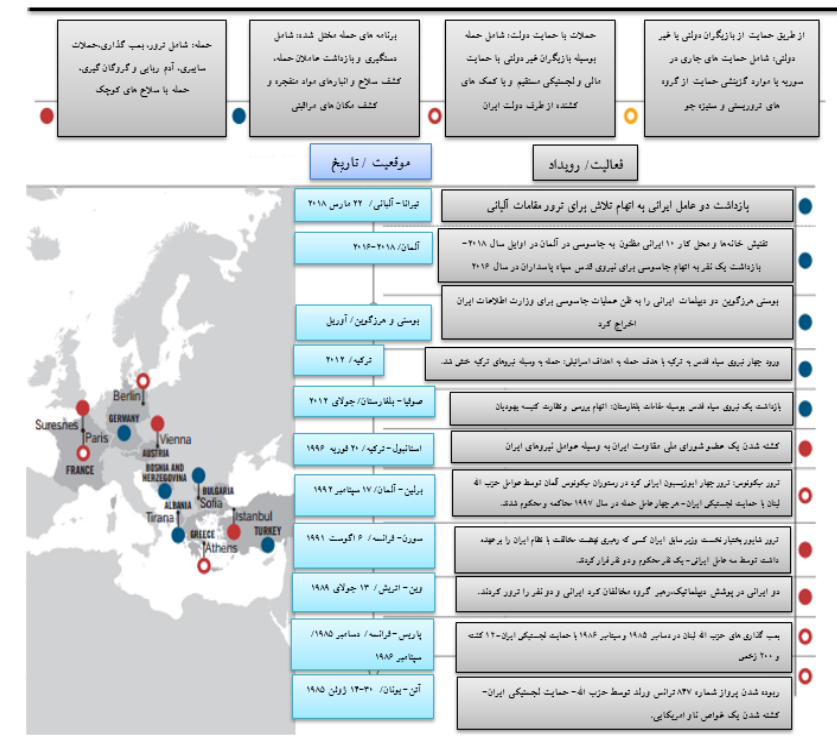 از طریق حمایت از بازیگران دولتی یا غیر
دولتی: شامل حمایت های جاری در
سوریه یا موارد گزینشی حمایت از گروه
های تروریستی و ستیزه جو
حملات با حمایت دولت: شامل حمله
بوسیله بازیگران غیر دولتی با حمایت
مالی و لجستیکی مستقیم و یا کمک های
کشنده از طرف دولت ایران
برنامه های حمله مختل شده: شامل
دستگیری و بازداشت عاملان حمله،
کشف سلاح و انبارهای مواد منفجره و
کشف مکان های مراقبتی
حمله: شامل ترور، بمب گذاری،حملات
سایبری، آدم ربایی و گروگان گیری،
حمله با سلاح های کوچک
فعالیت/ رویداد
موقعیت / تاریخ
بازداشت دو عامل ایرانی به اتهام تلاش برای ترور مقامات آلبانی
تیرانا- آلبانی/ ۲۲ مارس ۲۰۱۸
تفتیش خانه‌ها و محل کار ۱۰ ایرانی مظنون به جاسوسی در آلمان در اوایل سال ۲۰۱۸-
بازداشت یک نفر به اتهام جاسوسی برای نیروی قدس سپاه پاسداران در سال ۲۰۱۶
آلمان/ ۲۰۱۸-۲۰۱۶
بوسنی هرزگوین دو دیپلمات ایرانی را به ظن عملیات جاسوسی برای وزارت اطلاعات ایران
اخراج کرد
بوسنی و هرزگوین/ آوریل
ورود چهار نیروی سپاه قدس به ترکیه با هدف حمله به اهداف اسرائیلی: حمله به وسیله نیروهای ترکیه خنثی شد.
ترکیه/ ۲۰۱۲
بازداشت یک نیروی سپاه قدس بوسیله مقامات بلغارستان: اتهام بررسی و نظارت کنیسه یهودیان
صوفیا- بلغارستان/ جولای ۲۰۱۲
کشته شدن یک عضو شورای ملی مقاومت ایران به وسیله عوامل نیروهای ایران
استانبول- ترکیه/ ۲۰ فوریه ۱۹۹۶
ترور میکونوس: ترور چهار اپوزیسیون ایرانی کرد در رستوران میکونوس آلمان توسط عوامل حزب الله
لبنان با حمایت لجستیکی ایران- هر چهار عامل حمله در سال ۱۹۹۷ محاکمه و محکوم شدند.
برلین- آلمان/ ۱۷ سپتامبر ۱۹۹۲
ترور شاپور بختیار نخست وزیر سابق ایران کسی که رهبری نهضت مخالفت با نظام ایران را برعهده
داشت توسط سه عامل ایرانی- یک نفر محکوم و دو نفر فرار کردند.
سورن- فرانسه/ ۶ اگوست ۱۹۹۱
دو ایرانی در پوشش دیپلماتیک،رهبر گروه مخالفان کرد ایرانی و دو نفر را ترور کردند.
وین- اتریش/ ۱۳ جولای ۱۹۸۹
بمب گذاری های حزب الله لبنان در دسامبر ۱۹۸۵ و سپتامبر ۱۹۸۶ با حمایت لجستیکی ایران- ۱۲ کشته
و ۲۰۰ زخمی
پاریس- فرانسه/ دسامبر ۱۹۸۵/
سپتامبر ۱۹۸۶
ربوده شدن پرواز شماره ۸۴۷ ترانس ورلد توسط حزب الله- حمایت لجستیکی ایران-
کشته شدن یک غواص ناو امریکایی.
آتن- یونان/ ۳۰-۱۴ ژوئن ۱۹۸۵
Berlin
GERMANY
Suresnes
Paris
FRANCE
Vienna
AUSTRIA
BOSNIA AND
HERZEGOVINA
BULGARIA
Sofia
ALBANIA
Tirana
Istanbul
TURKEY
GREECE
Athens